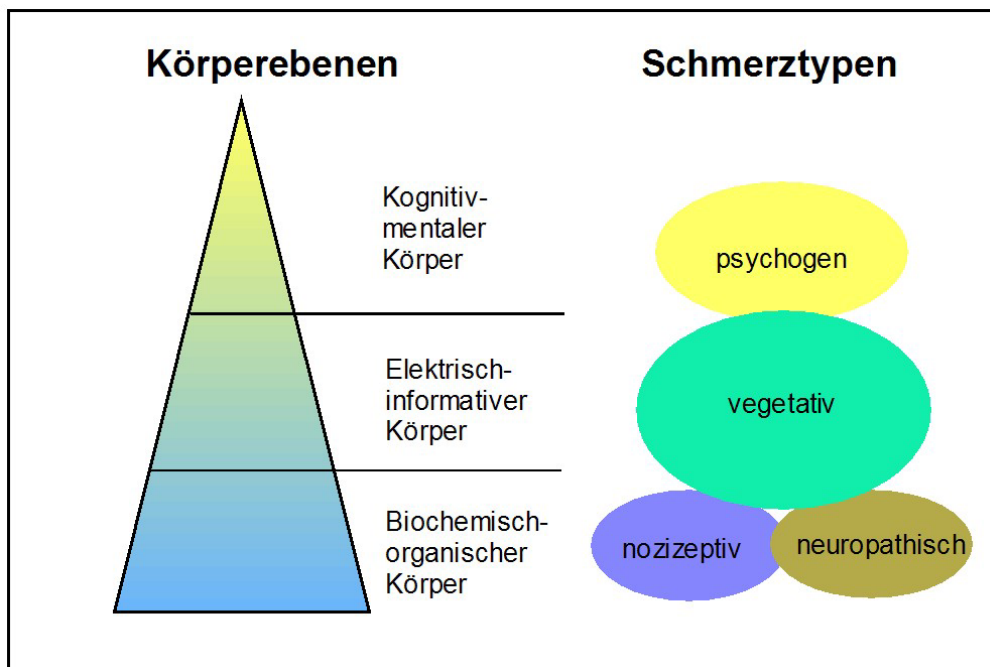 Körperebenen
Schmerztypen
Kognitiv-
mentaler
Körper
Elektrisch-
informativer
Körper
Biochemisch-
organischer
Körper
psychogen
vegetativ
nozizeptiv
neuropathisch